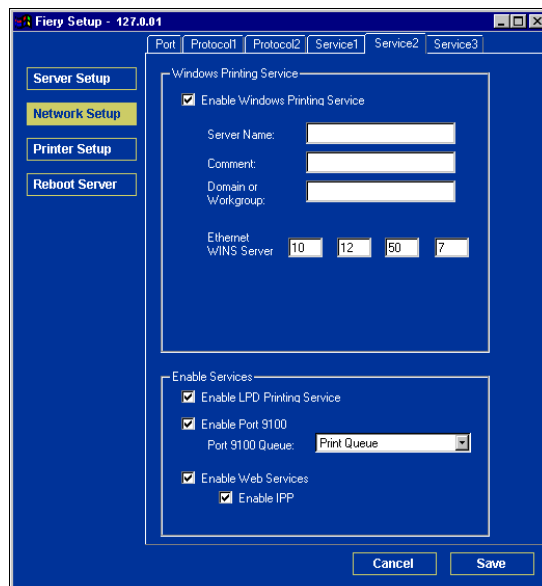 Fiery Setup - 127.0.01
Port Protocol1 Protocol2 Service1 Service2 Service3
Server Setup
Network Setup
Printer Setup
Reboot Server
Windows Printing Service
Enable Windows Printing Service
Server Name:
Comment:
Domain or
Workgroup:
Ethernet
WINS Server 10 12 50 7
Enable Services
Enable LPD Printing Service
Enable Port 9100
Port 9100 Queue: Print Queue
Enable Web Services
Enable IPP
Cancel Save